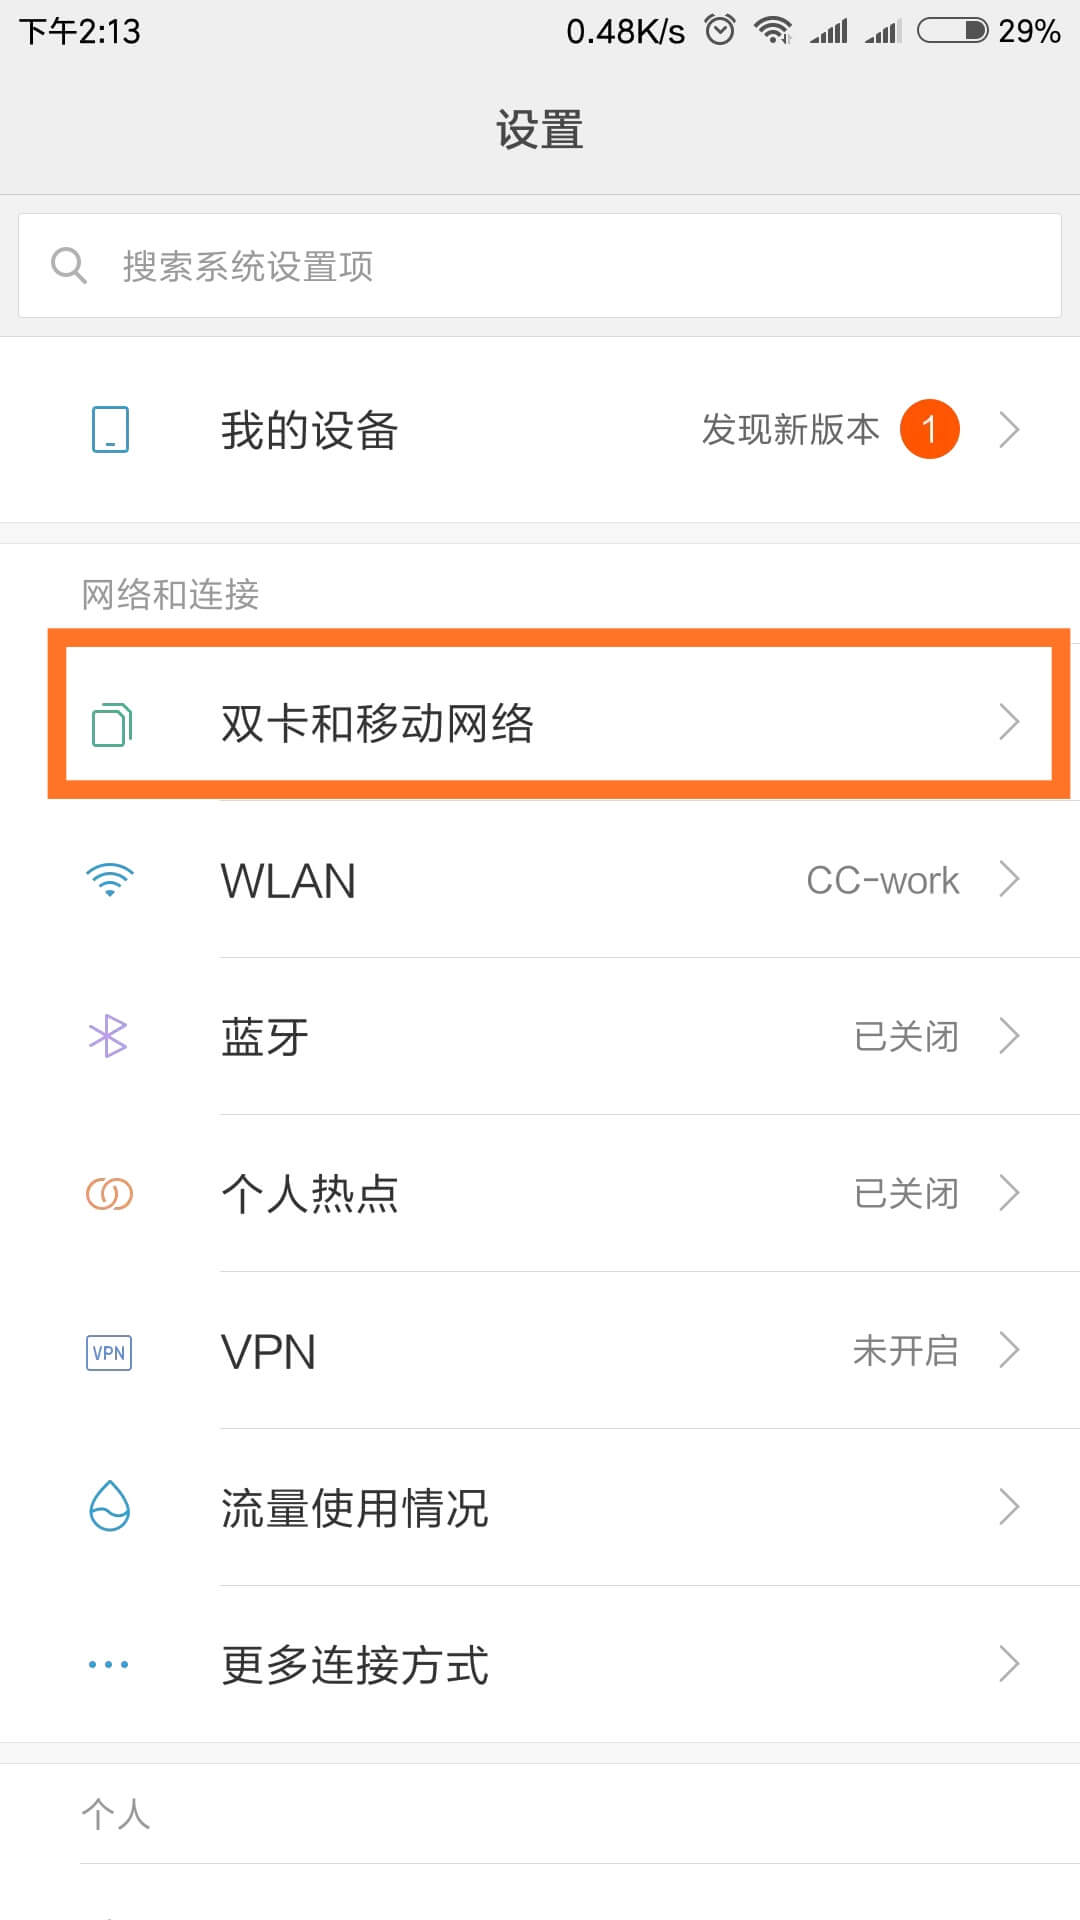 下午2:13 0.48K/s 29%
设置
搜索系统设置项
我的设备 发现新版本 1
网络和连接
双卡和移动网络
WLAN CC-work
蓝牙 已关闭
个人热点 已关闭
VPN VPN 未开启
流量使用情况
更多连接方式
个人